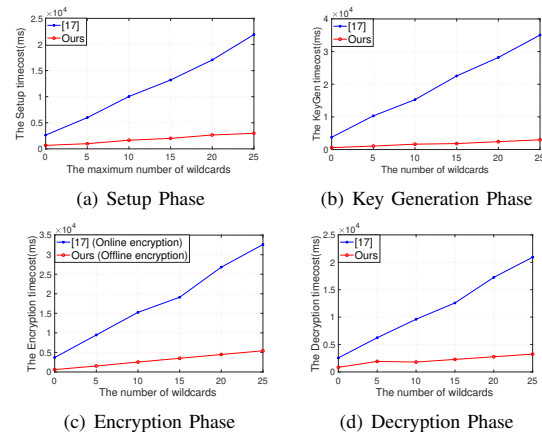 ×10⁴
2.5
2
1.5
1
0.5
0
The Setup timecost(ms)
[17]
Ours
0 5 10 15 20 25
The maximum number of wildcards
(a) Setup Phase
×10⁴
4
3
2
1
0
The KeyGen timecost(ms)
[17]
Ours
0 5 10 15 20 25
The number of wildcards
(b) Key Generation Phase
×10⁴
3.5
3
2.5
2
1.5
1
0.5
0
The Encryption timecost(ms)
[17] (Online encryption)
Ours (Offline encryption)
0 5 10 15 20 25
The number of wildcards
(c) Encryption Phase
×10⁴
2.5
2
1.5
1
0.5
0
The Decryption timecost(ms)
[17]
Ours
0 5 10 15 20 25
The number of wildcards
(d) Decryption Phase